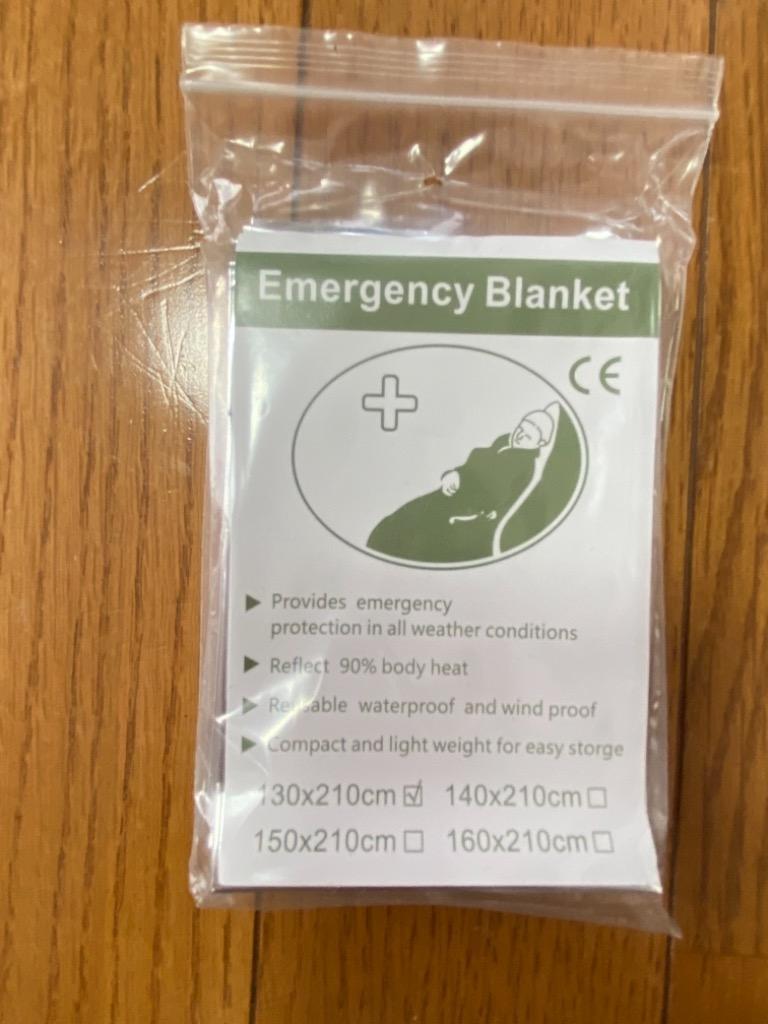 Emergency Blanket
CE
▶ Provides emergency
protection in all weather conditions
▶ Reflect 90% body heat
▶ Reusable waterproof and wind proof
▶ Compact and light weight for easy storge
130x210cm ☑ 140x210cm ☐
150x210cm ☐ 160x210cm ☐